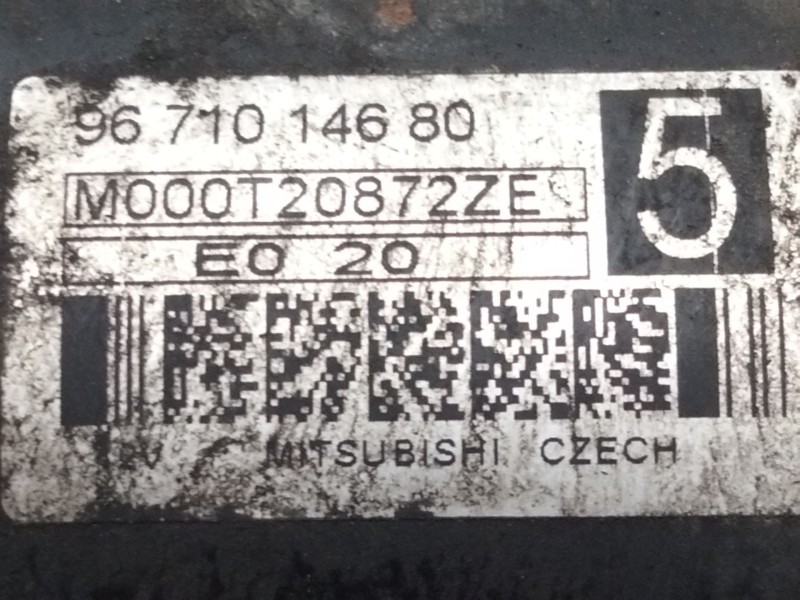 96 710 146 80
5
M000T20872ZE
E0 20
MITSUBISHI CZECH